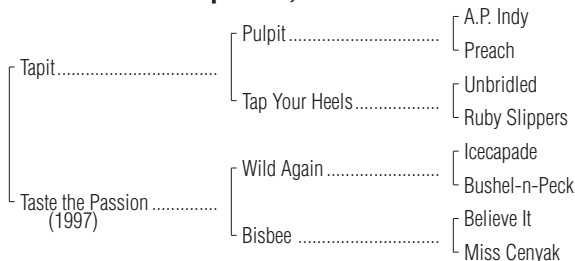 A.P. Indy
Pulpit
Preach
Tapit
Unbridled
Tap Your Heels
Ruby Slippers
Icecapade
Wild Again
Bushel-n-Peck
Taste the Passion
(1997)
Believe It
Bisbee
Miss Cenyak